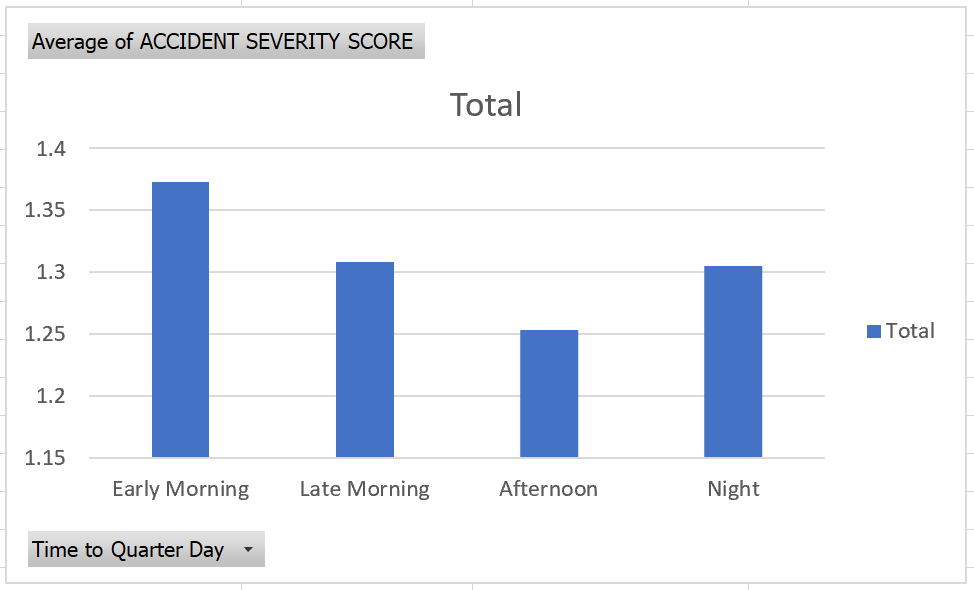 Average of ACCIDENT SEVERITY SCORE
Total
1.4
1.35
1.3
1.25
1.2
1.15
Early Morning Late Morning Afternoon Night
Total
Time to Quarter Day